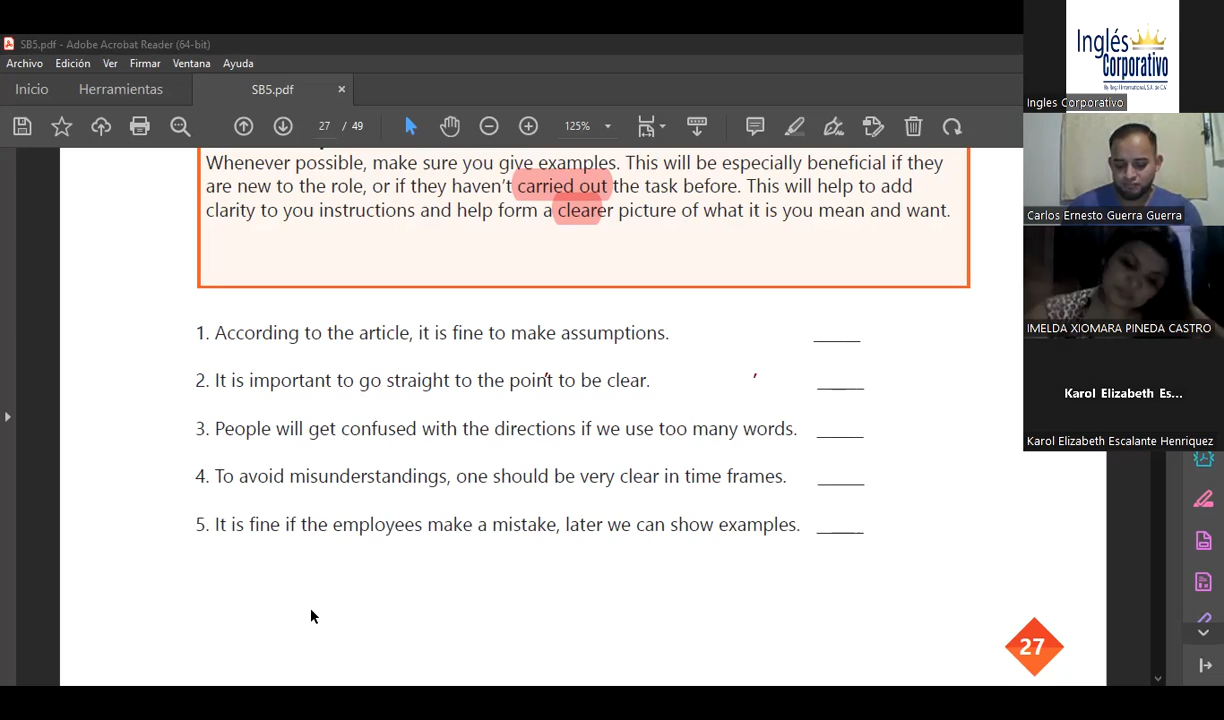 SB5.pdf - Adobe Acrobat Reader (64-bit)
Archivo Edición Ver Firmar Ventana Ayuda
Inicio Herramientas SB5.pdf ×
27 / 49 125%
Whenever possible, make sure you give examples. This will be especially beneficial if they
are new to the role, or if they haven't carried out the task before. This will help to add
clarity to you instructions and help form a clearer picture of what it is you mean and want.
1. According to the article, it is fine to make assumptions. _____
2. It is important to go straight to the point to be clear. _____
3. People will get confused with the directions if we use too many words. _____
4. To avoid misunderstandings, one should be very clear in time frames. _____
5. It is fine if the employees make a mistake, later we can show examples. _____
27
Inglés
Corporativo
Ingles Corporativo
Carlos Ernesto Guerra Guerra
IMELDA XIOMARA PINEDA CASTRO
Karol Elizabeth Es...
Karol Elizabeth Escalante Henriquez